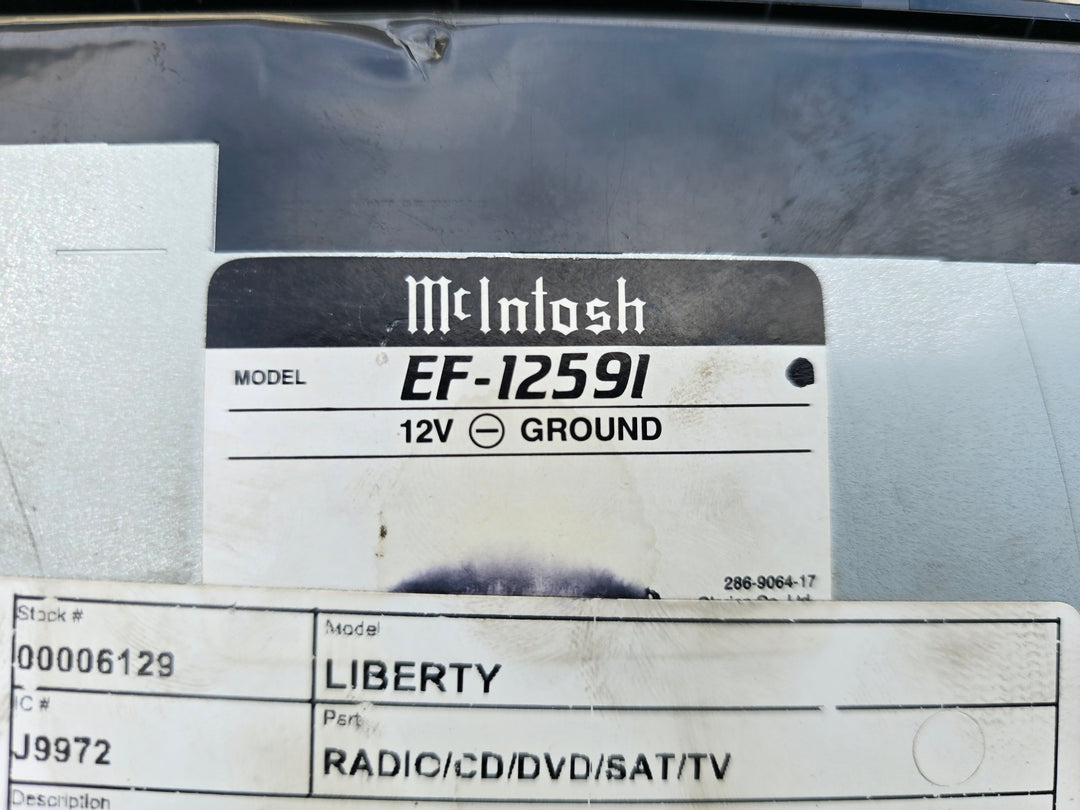 McIntosh
MODEL EF-1259I
12V ⊖ GROUND
286-9064-17
Stock #
00006129
Model
LIBERTY
IC #
J9972
Part
RADIO/CD/DVD/SAT/TV
Description